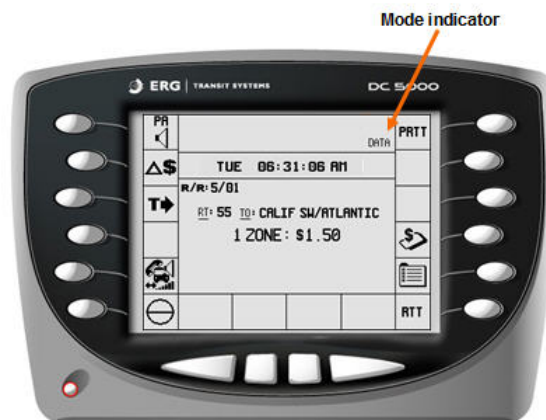 Mode indicator
ERG TRANSIT SYSTEMS DC 5000
PA
DATA
PRTT
Δ$
TUE 06:31:06 AM
R/R:5/01
T
RT: 55 TO: CALIF SW/ATLANTIC
1 ZONE: $1.50
$
RTT